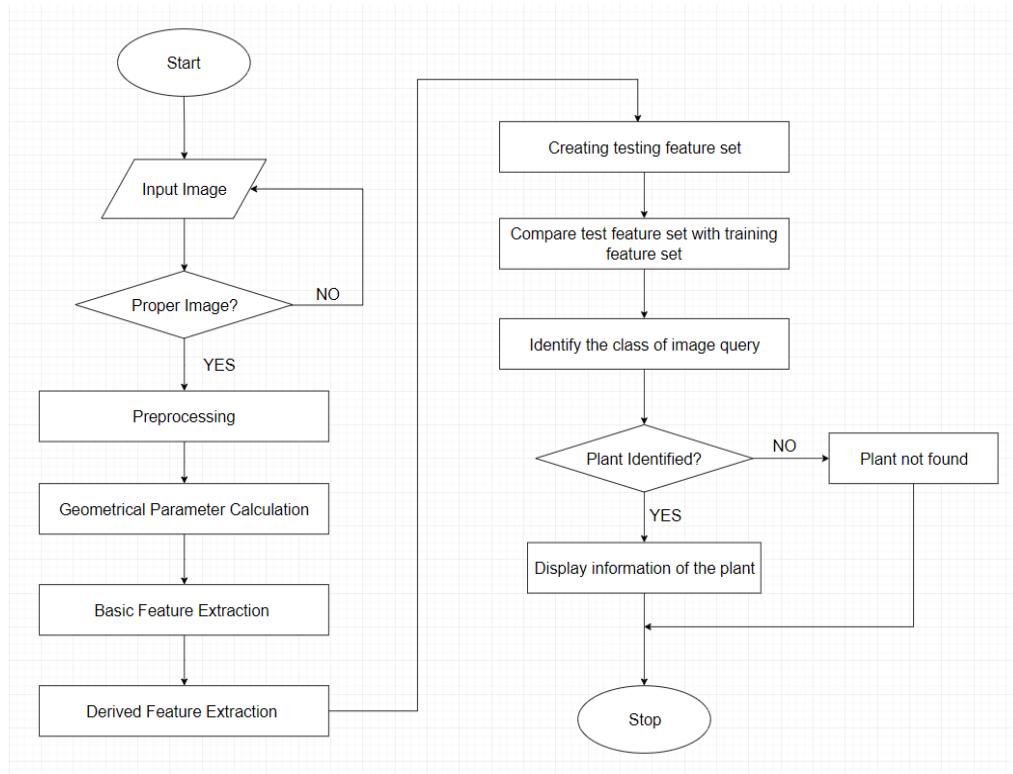 Start
Input Image
Proper Image?
NO
YES
Preprocessing
Geometrical Parameter Calculation
Basic Feature Extraction
Derived Feature Extraction
Creating testing feature set
Compare test feature set with training
feature set
Identify the class of image query
Plant Identified?
NO
Plant not found
YES
Display information of the plant
Stop